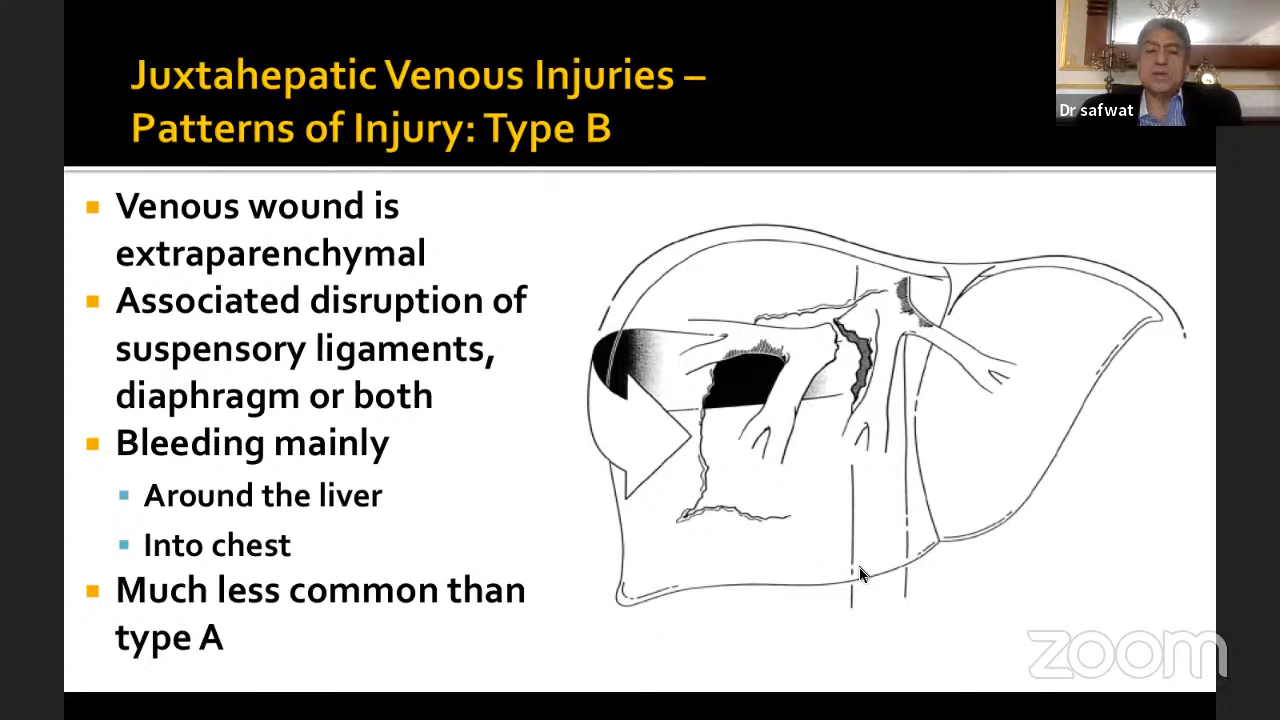 Juxtahepatic Venous Injuries –
Patterns of Injury: Type B
Dr safwat
Venous wound is
extraparenchymal
Associated disruption of
suspensory ligaments,
diaphragm or both
Bleeding mainly
Around the liver
Into chest
Much less common than
type A
zoom